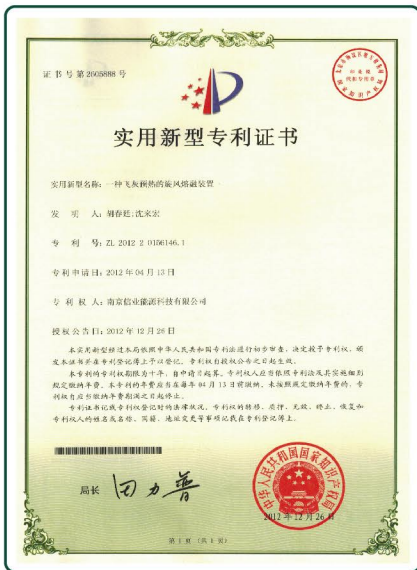 证书号第2605888号
实用新型专利证书
实用新型名称：一种飞灰预热的旋风熔融装置
发明人：胡春廷;沈来宏
专利号：ZL 2012 2 0156146.1
专利申请日：2012年04月13日
专利权人：南京信业能源科技有限公司
授权公告日：2012年12月26日
本实用新型经过本局依照中华人民共和国专利法进行初步审查，决定授予专利权，颁
发本证书并在专利登记簿上予以登记。专利权自授权公告之日起生效。
本专利的专利权期限为十年，自申请日起算。专利权人应当依照专利法及其实施细则
规定缴纳年费。本专利的年费应当在每年04月13日前缴纳。未按照规定缴纳年费的，专
利权自应当缴纳年费期满之日起终止。
专利证书记载专利权登记时的法律状况。专利权的转移、质押、无效、终止、恢复和
专利权人的姓名或名称、国籍、地址变更等事项记载在专利登记簿上。
局长 田力普
中华人民共和国国家知识产权局
2012年12月26日
第1页（共1页）